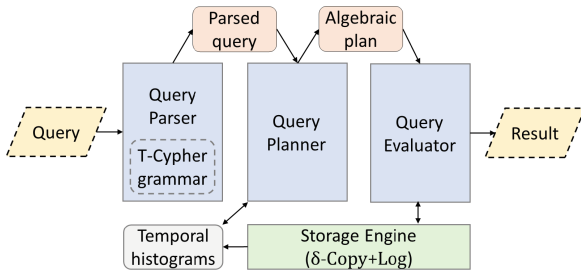 Parsed
query
Algebraic
plan
Query
Query
Parser
T-Cypher
grammar
Query
Planner
Query
Evaluator
Result
Temporal
histograms
Storage Engine
(δ-Copy+Log)